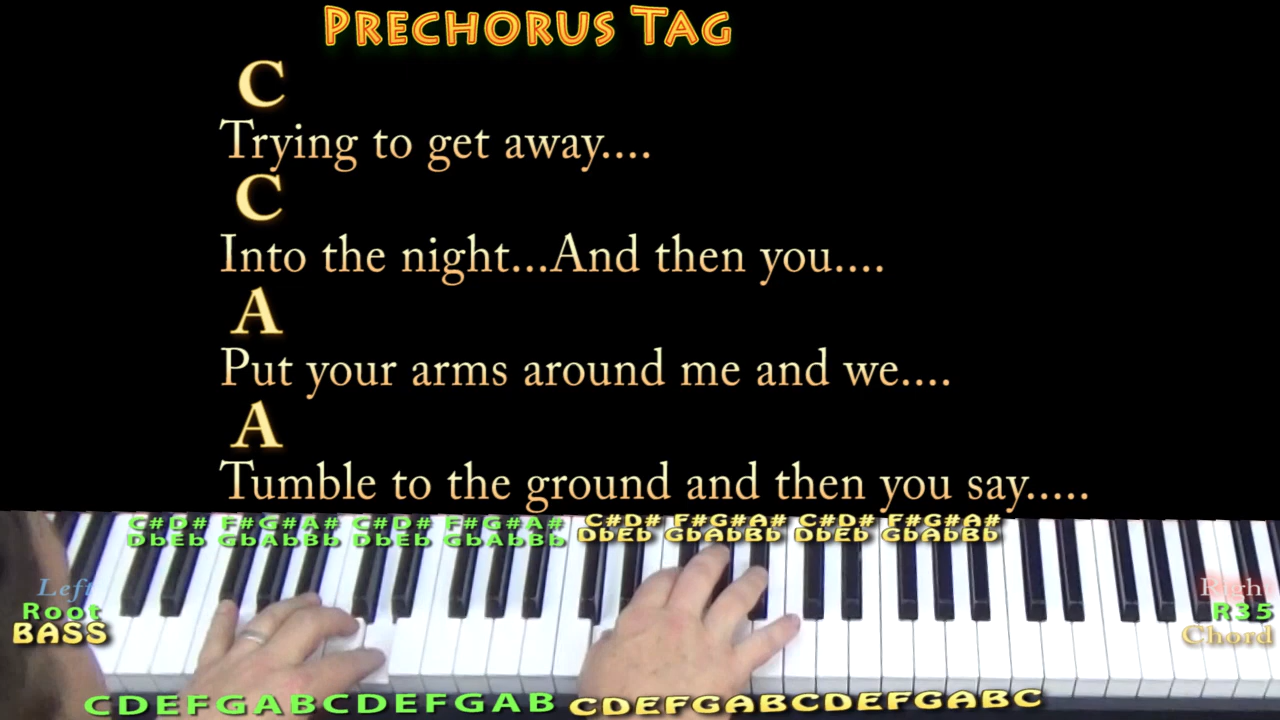 PRECHORUS TAG
C
Trying to get away....
C
Into the night...And then you....
A
Put your arms around me and we....
A
Tumble to the ground and then you say.....
C#D# F#G#A# C#D# F#G#A# C#D# F#G#A# C#D# F#G#A#
DbEb GbAbBb DbEb GbAbBb DbEb GbAbBb DbEb GbAbBb
Left
Root
BASS
Right
R35
Chord
CDEFGABCDEFGAB CDEFGABCDEFGABC